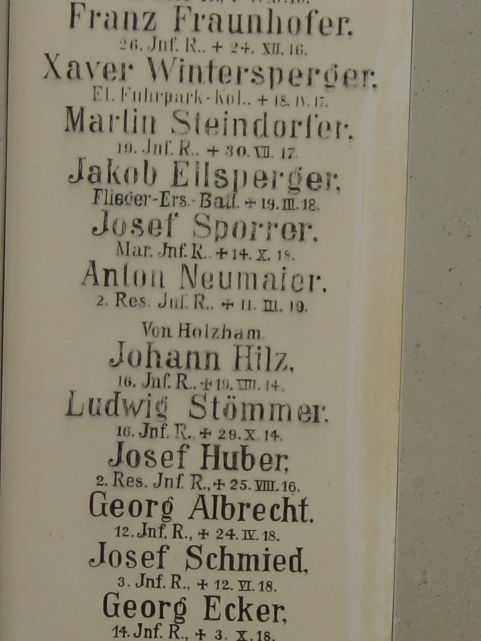 Franz Fraunhofer,
26. Jnf. R.. + 24. XII. 16.
Xaver Wintersperger,
Et. Fuhrpark-Kol.. + 18. IV. 17.
Martin Steindorfer,
19. Jnf. R.. + 30. VII. 17.
Jakob Eilsperger,
Flieger-Ers.-Batl. + 19. III. 18.
Josef Sporrer,
Mar. Jnf. R.. + 14. X. 18.
Anton Neumaier,
2. Res. Jnf. R.. + 11. III. 19.
Von Holzham.
Johann Hilz,
16. Jnf. R., + 19. VIII. 14.
Ludwig Stömmer,
16. Jnf. R., + 29. X. 14.
Josef Huber,
2. Res. Jnf. R., + 25. VIII. 16.
Georg Albrecht.
12. Jnf. R., + 24. IV. 18.
Josef Schmied,
3. Jnf. R., + 12. VI. 18.
Georg Ecker,
14. Jnf. R., + 3. X. 18.